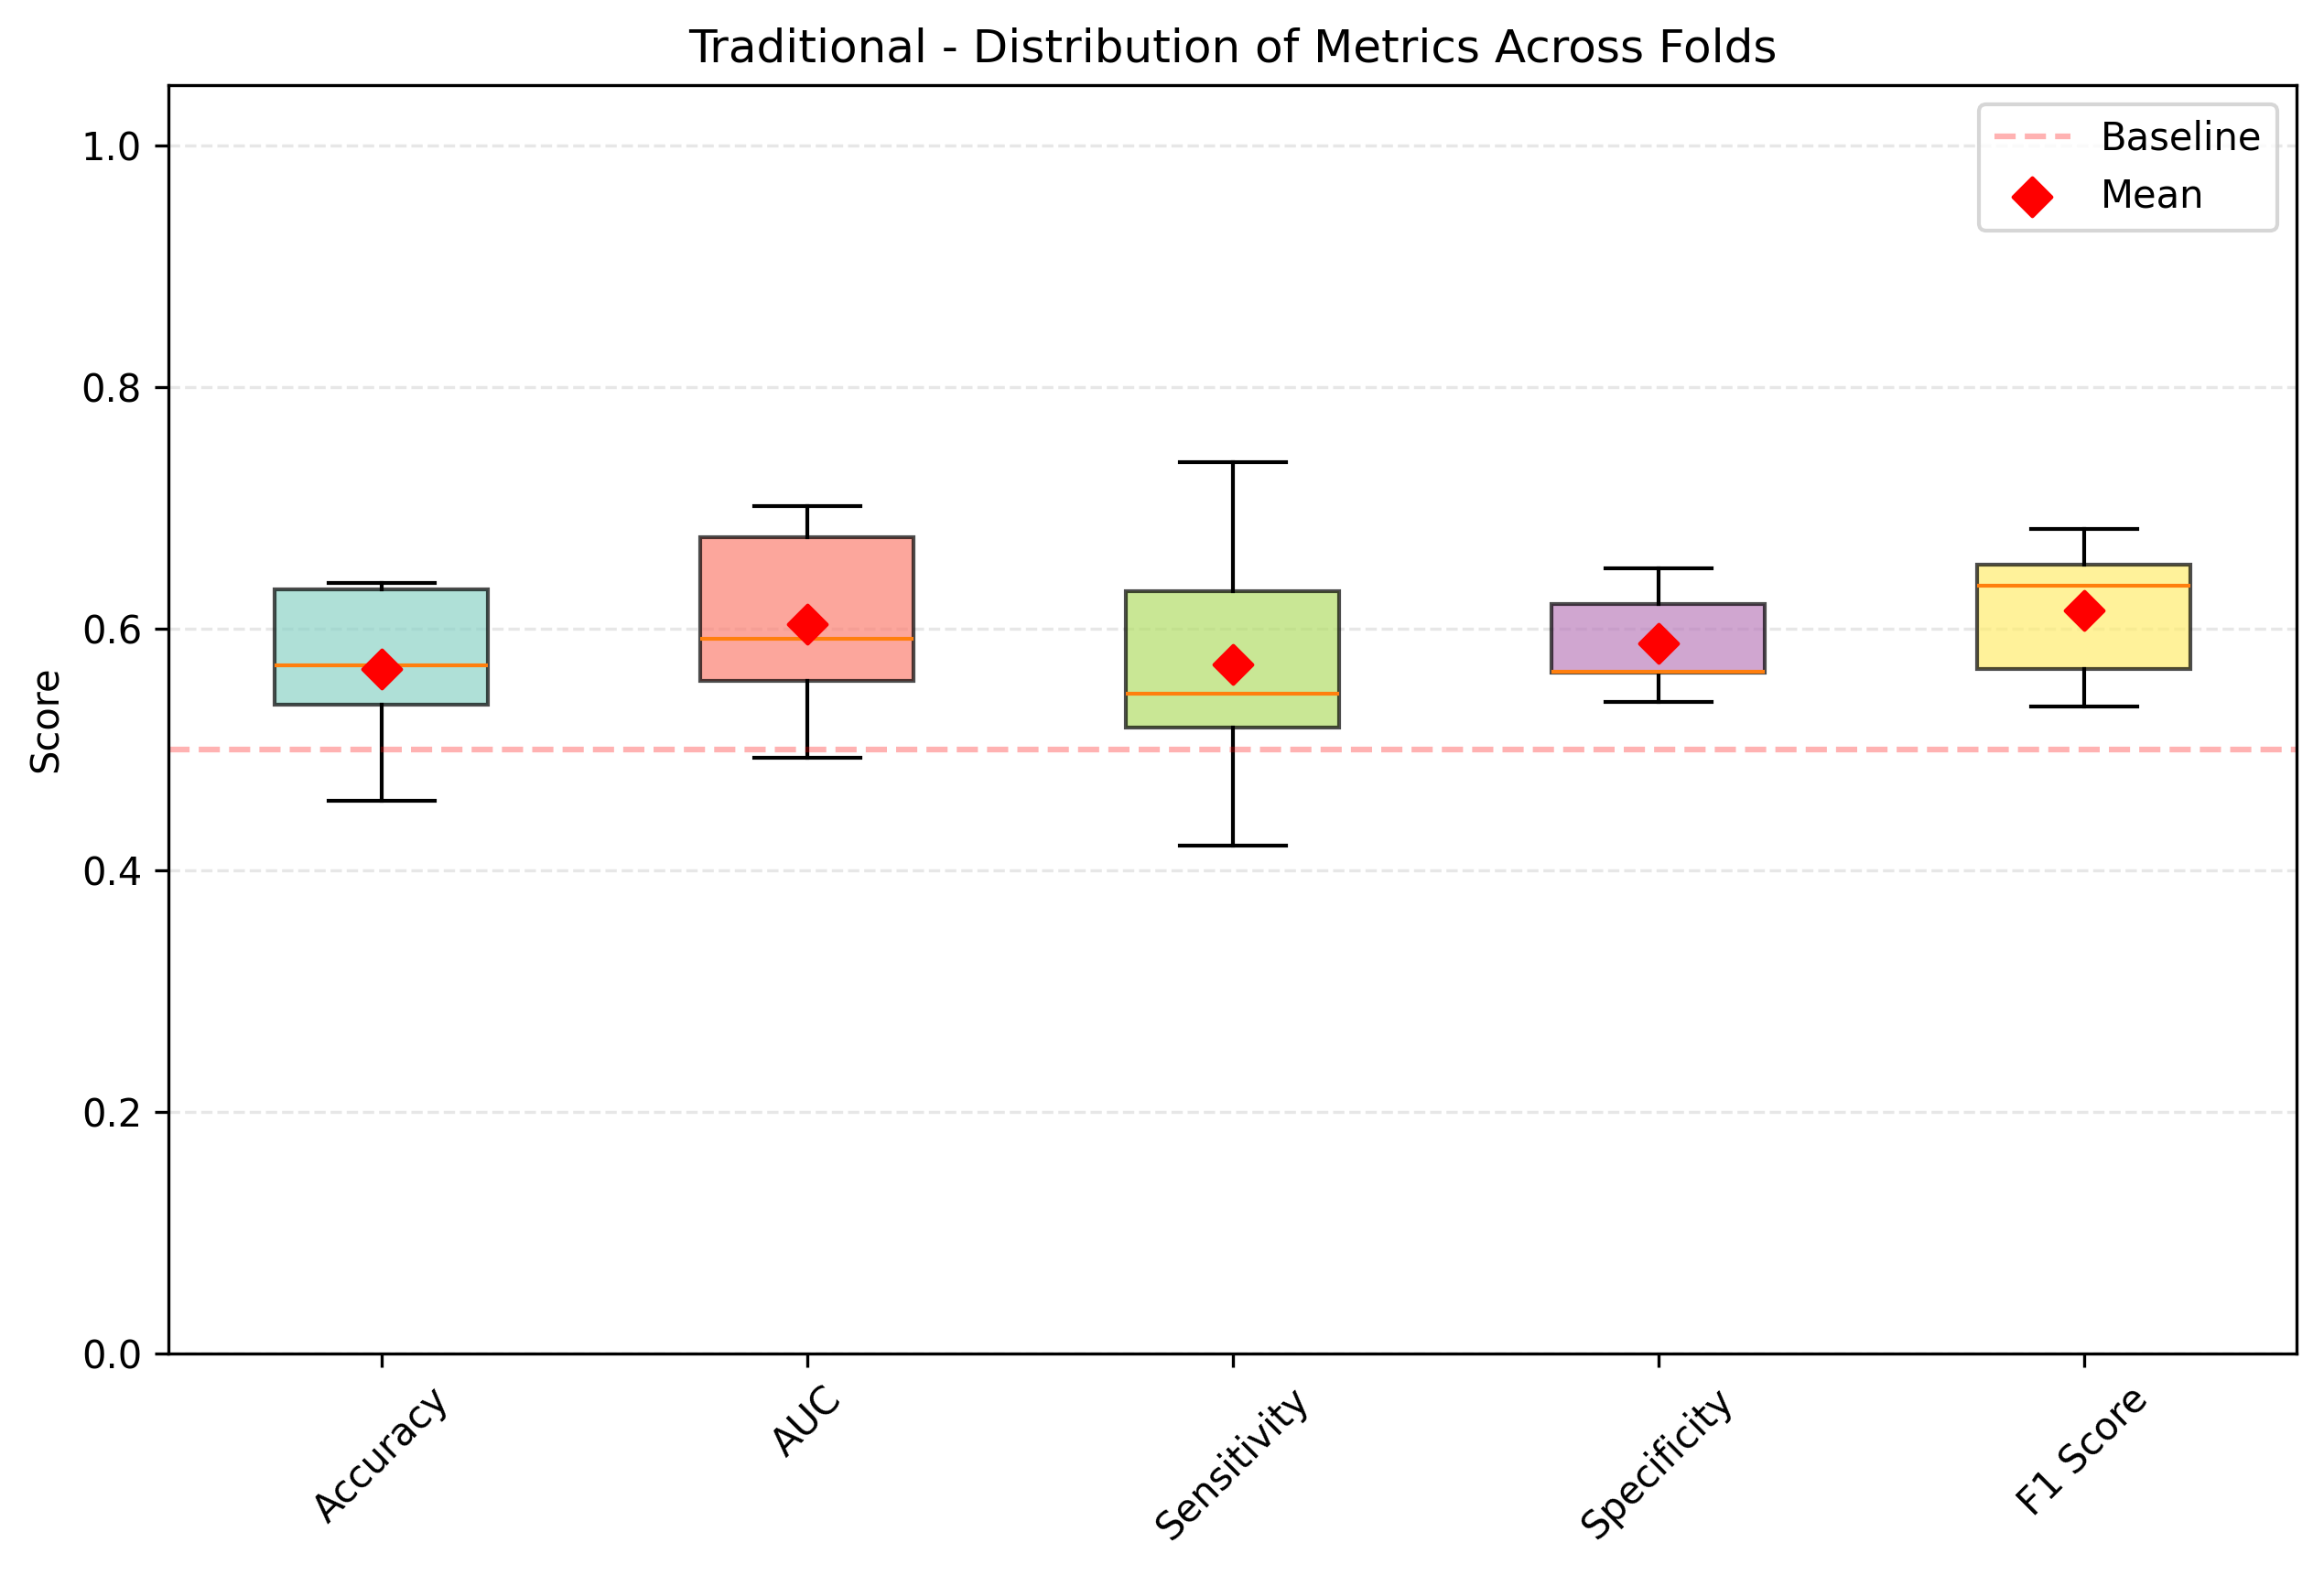 Traditional - Distribution of Metrics Across Folds
Baseline
Mean
Score
1.0
0.8
0.6
0.4
0.2
0.0
Accuracy
AUC
Sensitivity
Specificity
F1 Score